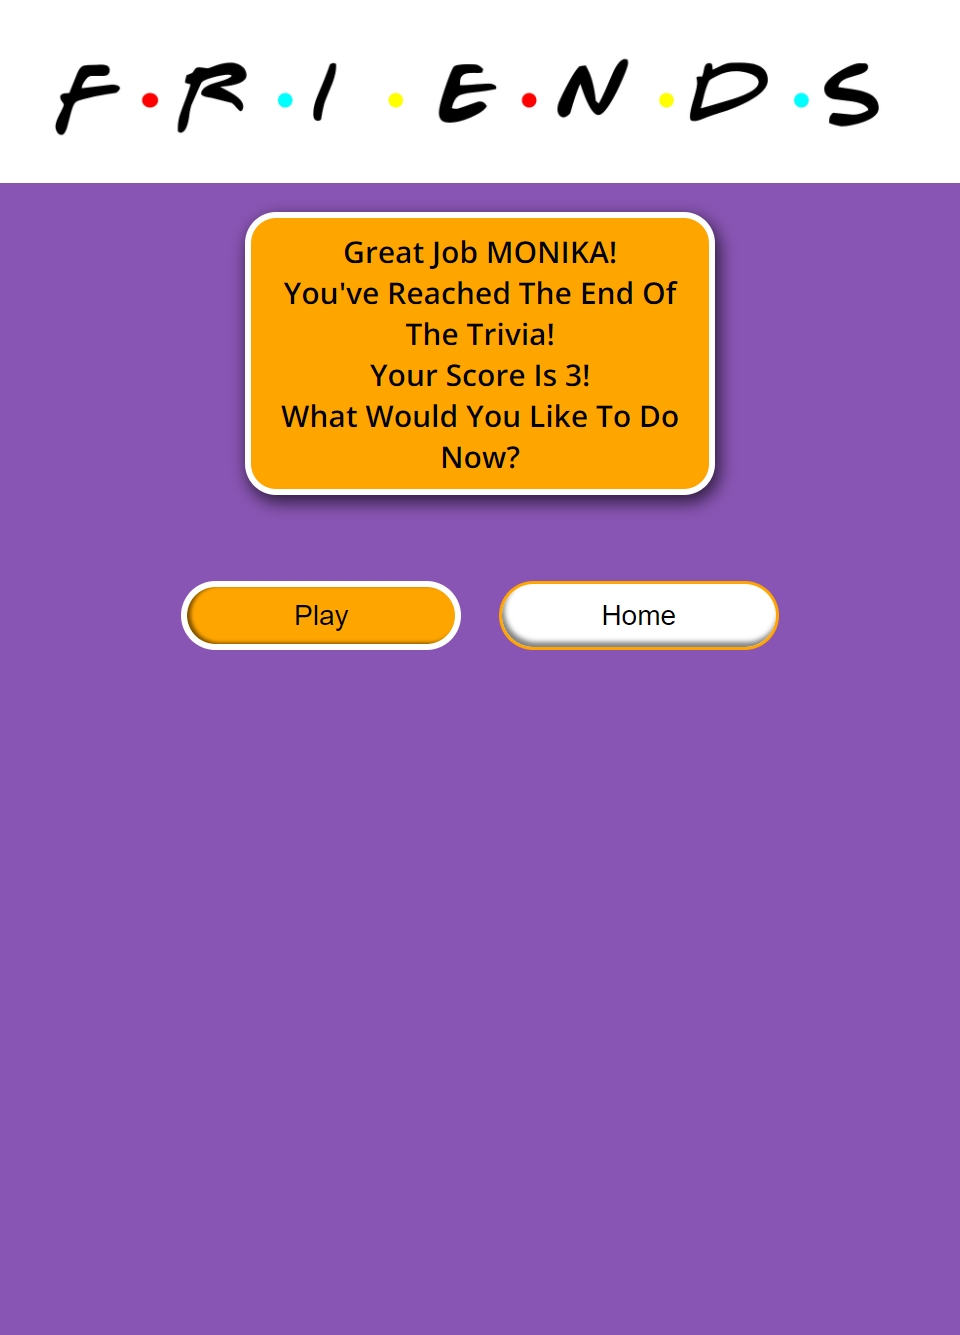 F•R•I•E•N•D•S
Great Job MONIKA!
You've Reached The End Of
The Trivia!
Your Score Is 3!
What Would You Like To Do
Now?
Play
Home